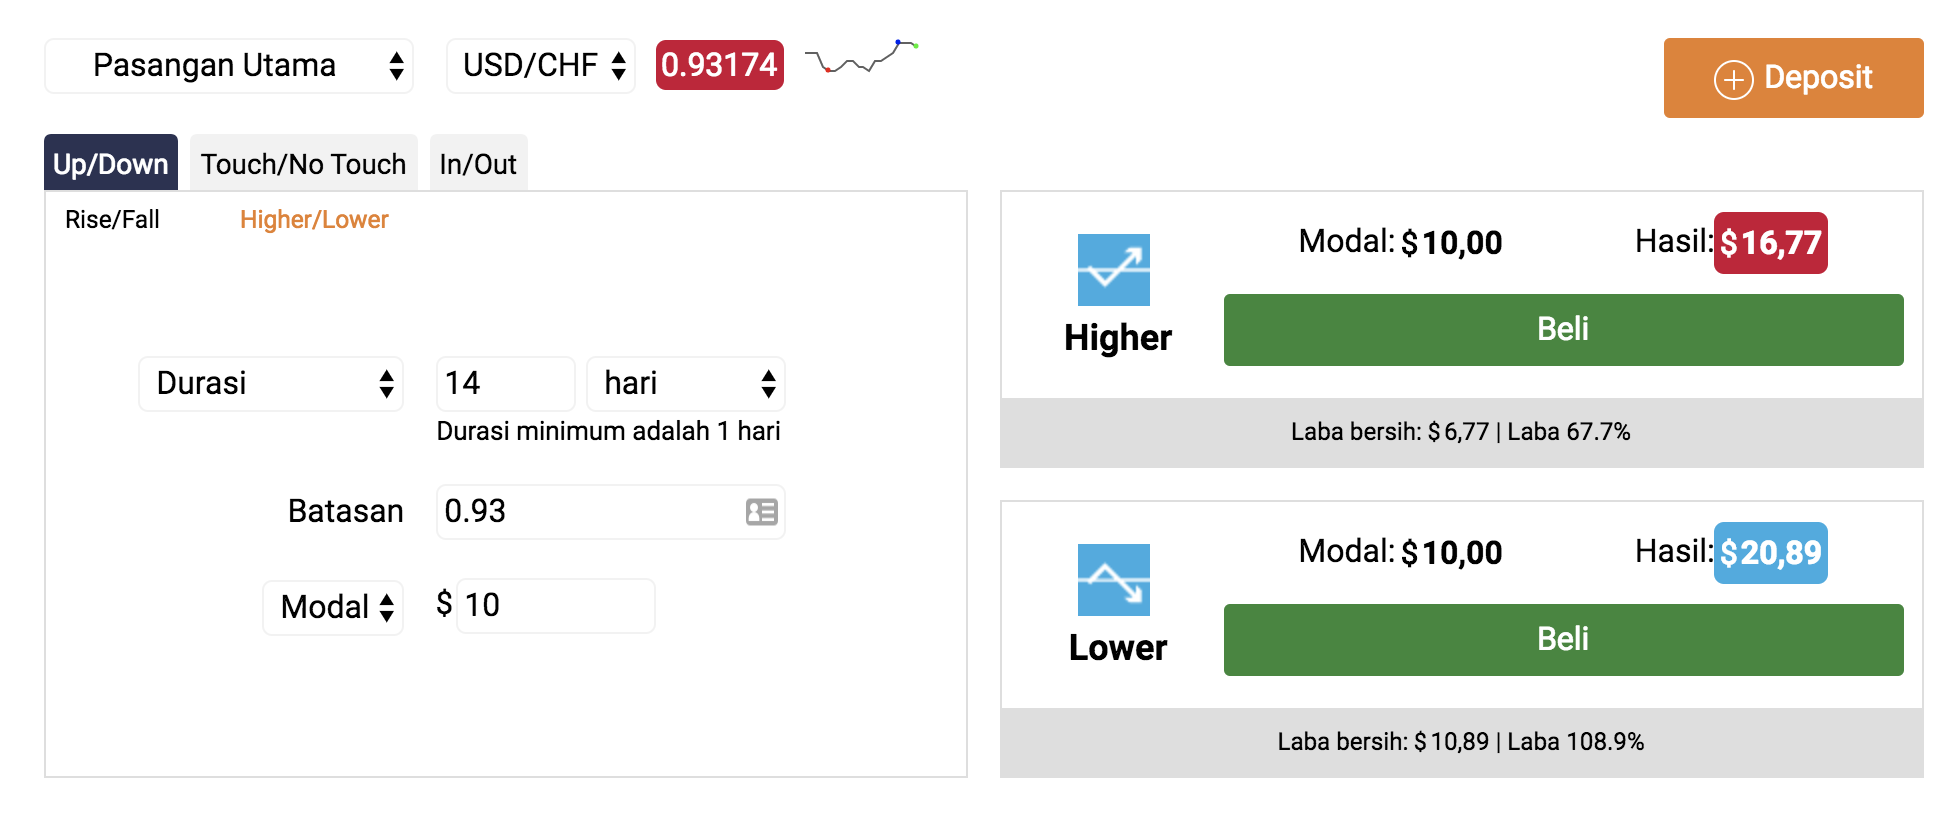 Pasangan Utama USD/CHF 0.93174
Deposit
Up/Down Touch/No Touch In/Out
Rise/Fall Higher/Lower
Durasi 14 hari
Durasi minimum adalah 1 hari
Batasan 0.93
Modal $ 10
Modal: $ 10,00 Hasil: $ 16,77
Higher
Beli
Laba bersih: $ 6,77 | Laba 67.7%
Modal: $ 10,00 Hasil: $ 20,89
Lower
Beli
Laba bersih: $ 10,89 | Laba 108.9%